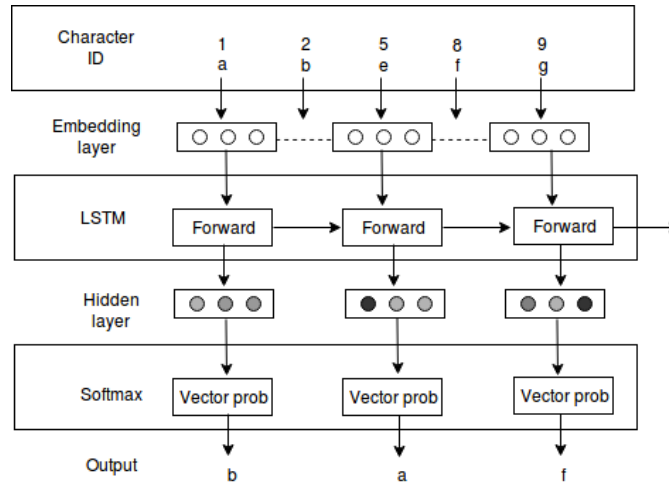 Character
ID
1 2 5 8 9
a b e f g
Embedding
layer
LSTM
Forward Forward Forward
Hidden
layer
Softmax
Vector prob Vector prob Vector prob
Output
b a f